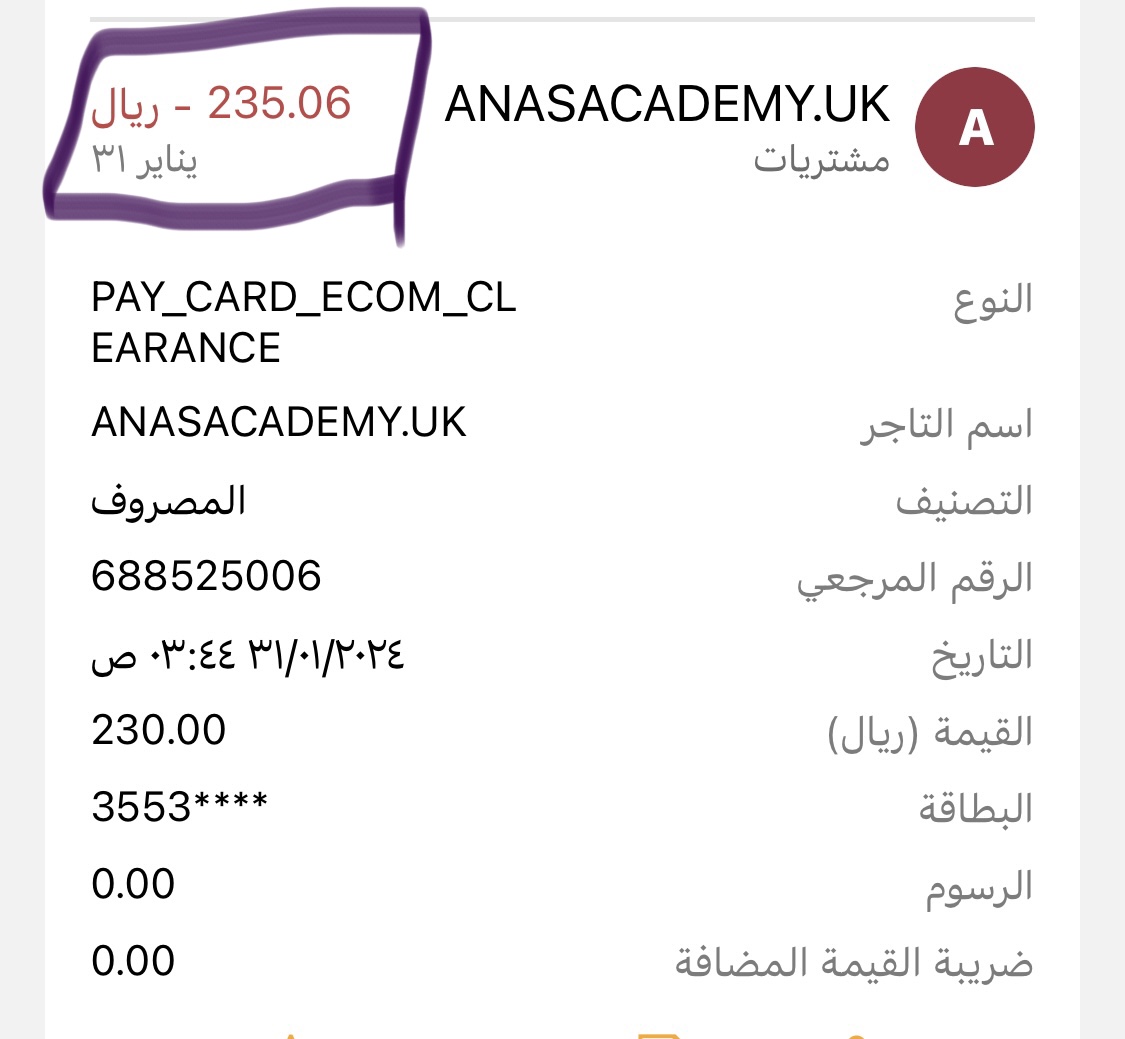 ANASACADEMY.UK
235.06 - ريال
مشتريات
يناير ٣١
A
النوع
PAY_CARD_ECOM_CL
EARANCE
اسم التاجر
ANASACADEMY.UK
التصنيف
المصروف
الرقم المرجعي
688525006
التاريخ
٣١/٠١/٢٠٢٤ ٠٣:٤٤ ص
القيمة (ريال)
230.00
البطاقة
3553****
الرسوم
0.00
ضريبة القيمة المضافة
0.00